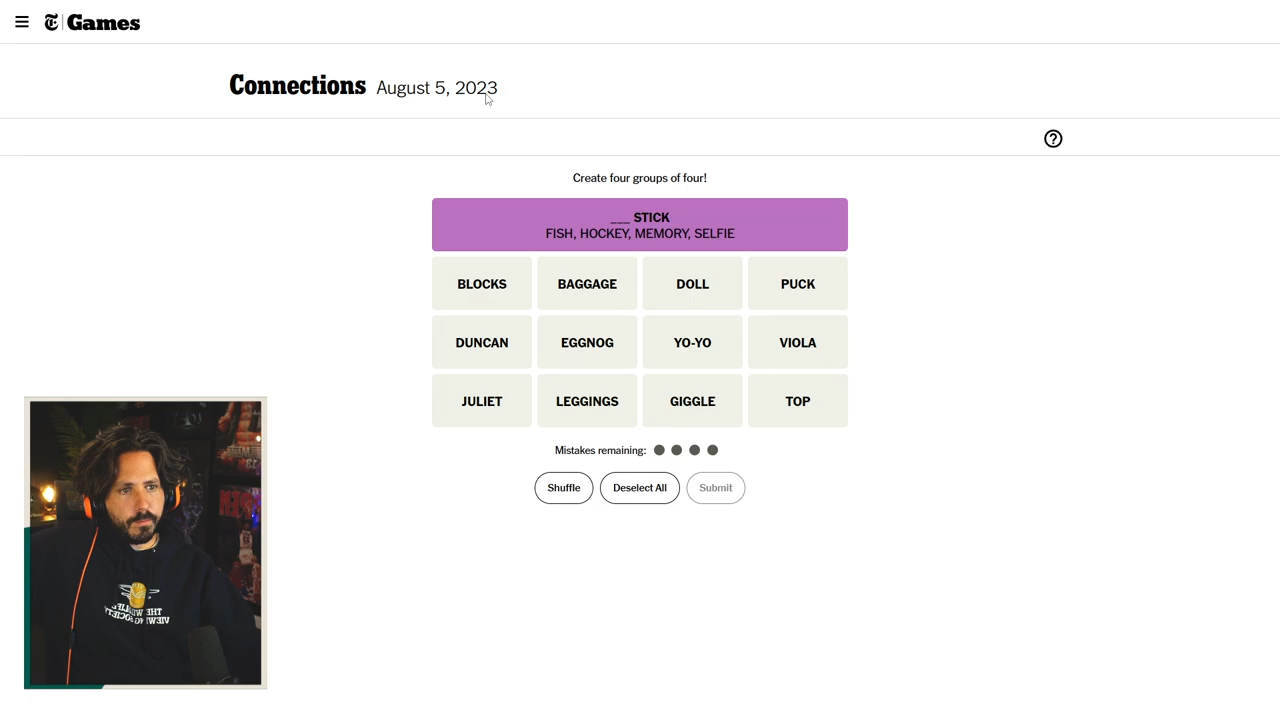 Games
Connections August 5, 2023
Create four groups of four!
___ STICK
FISH, HOCKEY, MEMORY, SELFIE
BLOCKS BAGGAGE DOLL PUCK
DUNCAN EGGNOG YO-YO VIOLA
JULIET LEGGINGS GIGGLE TOP
Mistakes remaining:
Shuffle Deselect All Submit